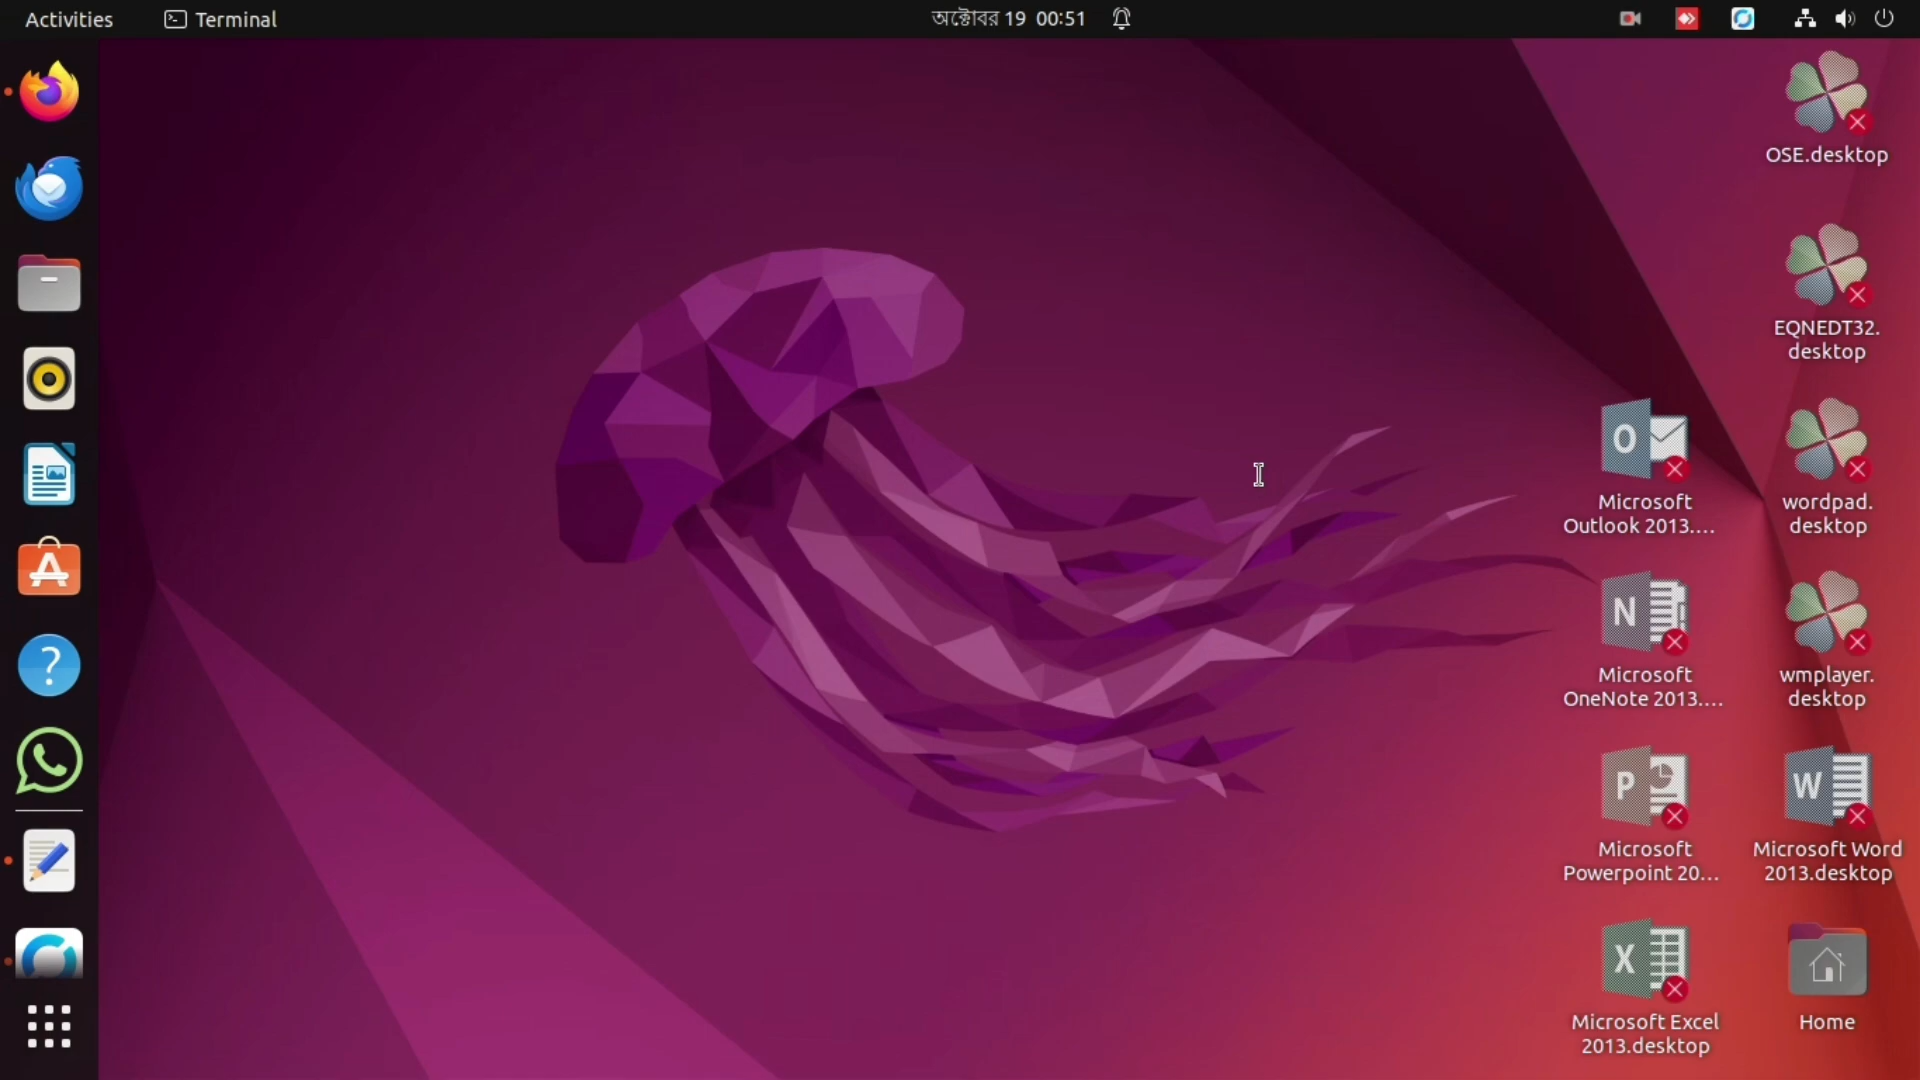 Activities
Terminal
অক্টোবর 19 00:51
OSE.desktop
EQNEDT32.
desktop
Microsoft
Outlook 2013....
wordpad.
desktop
Microsoft
OneNote 2013....
wmplayer.
desktop
Microsoft
Powerpoint 20...
Microsoft Word
2013.desktop
Microsoft Excel
2013.desktop
Home